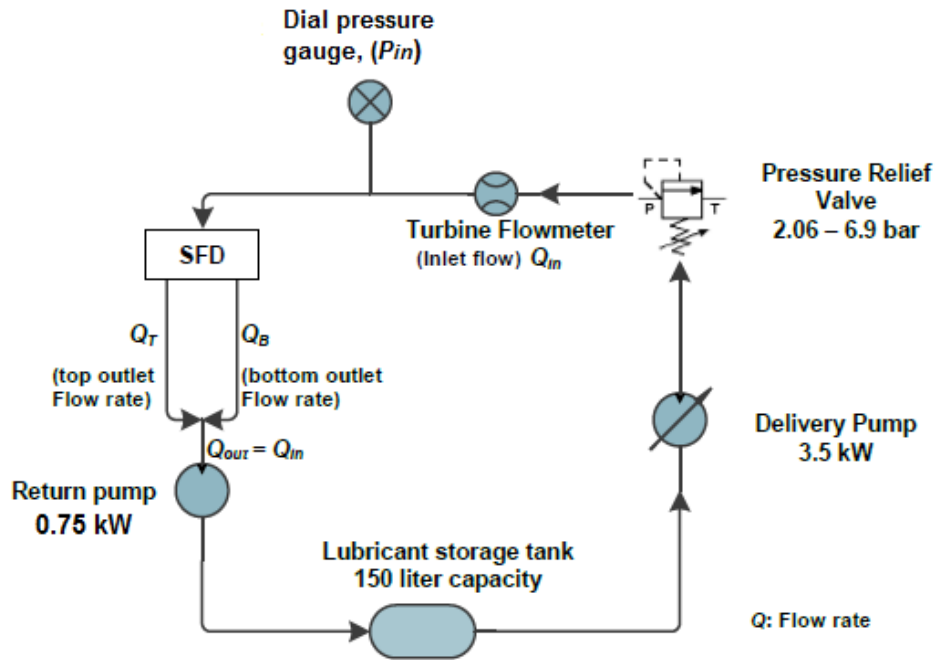 Dial pressure
gauge, (Pin)
Pressure Relief
Valve
2.06 – 6.9 bar
P
T
Turbine Flowmeter
(Inlet flow) Qin
SFD
QT
QB
(top outlet
Flow rate)
(bottom outlet
Flow rate)
Qout = Qin
Delivery Pump
3.5 kW
Return pump
0.75 kW
Lubricant storage tank
150 liter capacity
Q: Flow rate